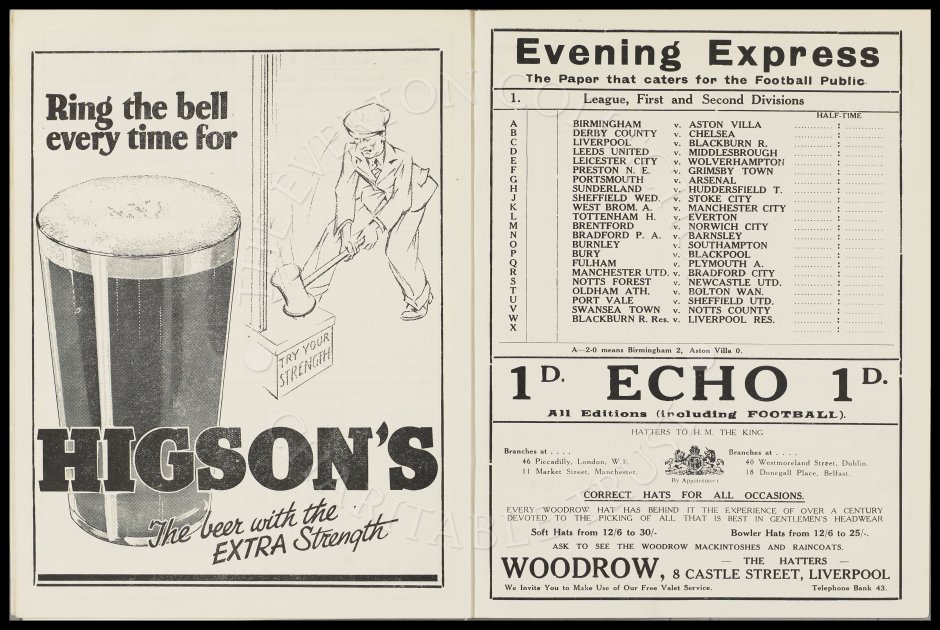 Ring the bell
every time for
TRY YOUR
STRENGTH
HIGSON'S
The beer with the
EXTRA Strength
Evening Express
The Paper that caters for the Football Public
1. League, First and Second Divisions
HALF-TIME
A BIRMINGHAM v. ASTON VILLA :
B DERBY COUNTY v. CHELSEA :
C LIVERPOOL v. BLACKBURN R. :
D LEEDS UNITED v. MIDDLESBROUGH :
E LEICESTER CITY v. WOLVERHAMPTON :
F PRESTON N. E. v. GRIMSBY TOWN :
G PORTSMOUTH v. ARSENAL :
H SUNDERLAND v. HUDDERSFIELD T. :
J SHEFFIELD WED. v. STOKE CITY :
K WEST BROM. A. v. MANCHESTER CITY :
L TOTTENHAM H. v. EVERTON :
M BRENTFORD v. NORWICH CITY :
N BRADFORD P. A. v. BARNSLEY :
O BURNLEY v. SOUTHAMPTON :
P BURY v. BLACKPOOL :
Q FULHAM v. PLYMOUTH A. :
R MANCHESTER UTD. v. BRADFORD CITY :
S NOTTS FOREST v. NEWCASTLE UTD. :
T OLDHAM ATH. v. BOLTON WAN. :
U PORT VALE v. SHEFFIELD UTD. :
V SWANSEA TOWN v. NOTTS COUNTY :
W BLACKBURN R. Res. v. LIVERPOOL RES. :
X :
A—2-0 means Birmingham 2, Aston Villa 0.
1D. ECHO 1D.
All Editions (including FOOTBALL).
HATTERS TO H. M. THE KING
Branches at . . . .
46 Piccadilly, London, W.1.
11 Market Street, Manchester.
By Appointment
Branches at . . . .
40 Westmoreland Street, Dublin.
18 Donegall Place, Belfast.
CORRECT HATS FOR ALL OCCASIONS.
EVERY WOODROW HAT HAS BEHIND IT THE EXPERIENCE OF OVER A CENTURY
DEVOTED TO THE PICKING OF ALL THAT IS BEST IN GENTLEMEN'S HEADWEAR
Soft Hats from 12/6 to 30/- Bowler Hats from 12/6 to 25/-.
ASK TO SEE THE WOODROW MACKINTOSHES AND RAINCOATS.
WOODROW, — THE HATTERS —
8 CASTLE STREET, LIVERPOOL
We Invite You to Make Use of Our Free Valet Service. Telephone Bank 43.